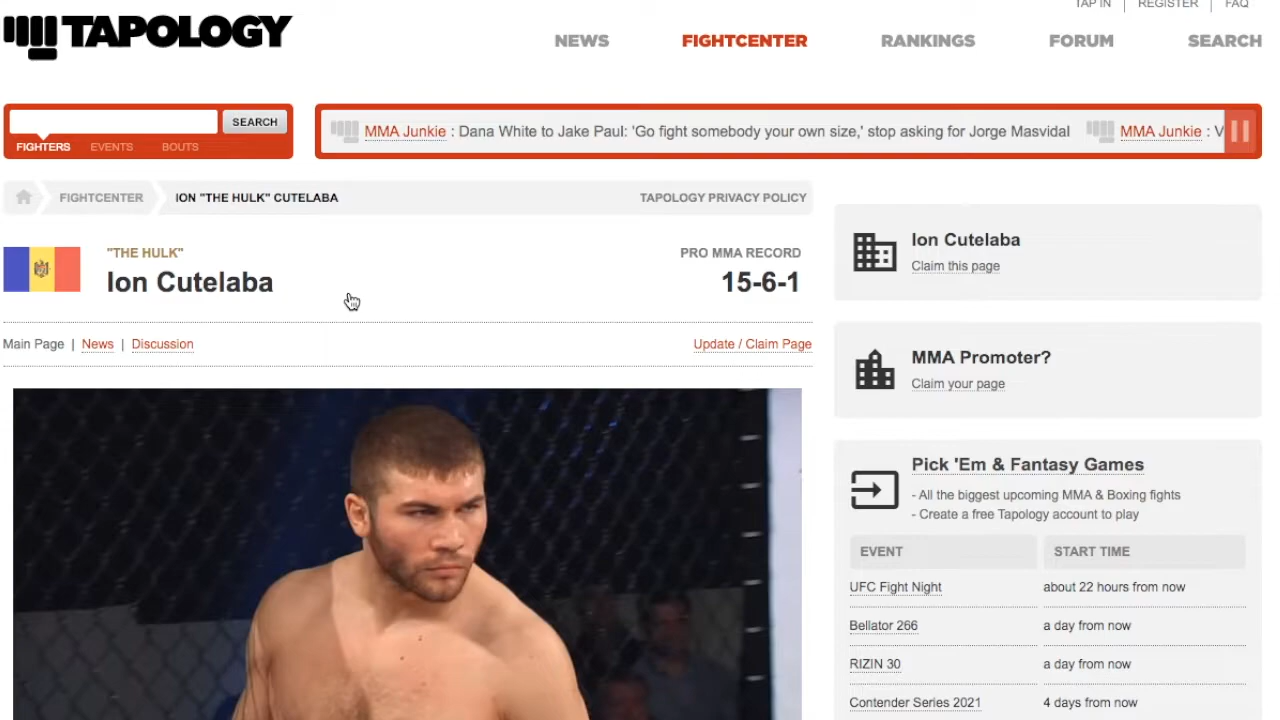 TAP IN | REGISTER | FAQ
TAPOLOGY
NEWS FIGHTCENTER RANKINGS FORUM SEARCH
SEARCH
FIGHTERS EVENTS BOUTS
MMA Junkie : Dana White to Jake Paul: 'Go fight somebody your own size,' stop asking for Jorge Masvidal MMA Junkie : V
FIGHTCENTER ION "THE HULK" CUTELABA TAPOLOGY PRIVACY POLICY
"THE HULK"
Ion Cutelaba
PRO MMA RECORD
15-6-1
Main Page | News | Discussion Update / Claim Page
Ion Cutelaba
Claim this page
MMA Promoter?
Claim your page
Pick 'Em & Fantasy Games
- All the biggest upcoming MMA & Boxing fights
- Create a free Tapology account to play
EVENT START TIME
UFC Fight Night about 22 hours from now
Bellator 266 a day from now
RIZIN 30 a day from now
Contender Series 2021 4 days from now